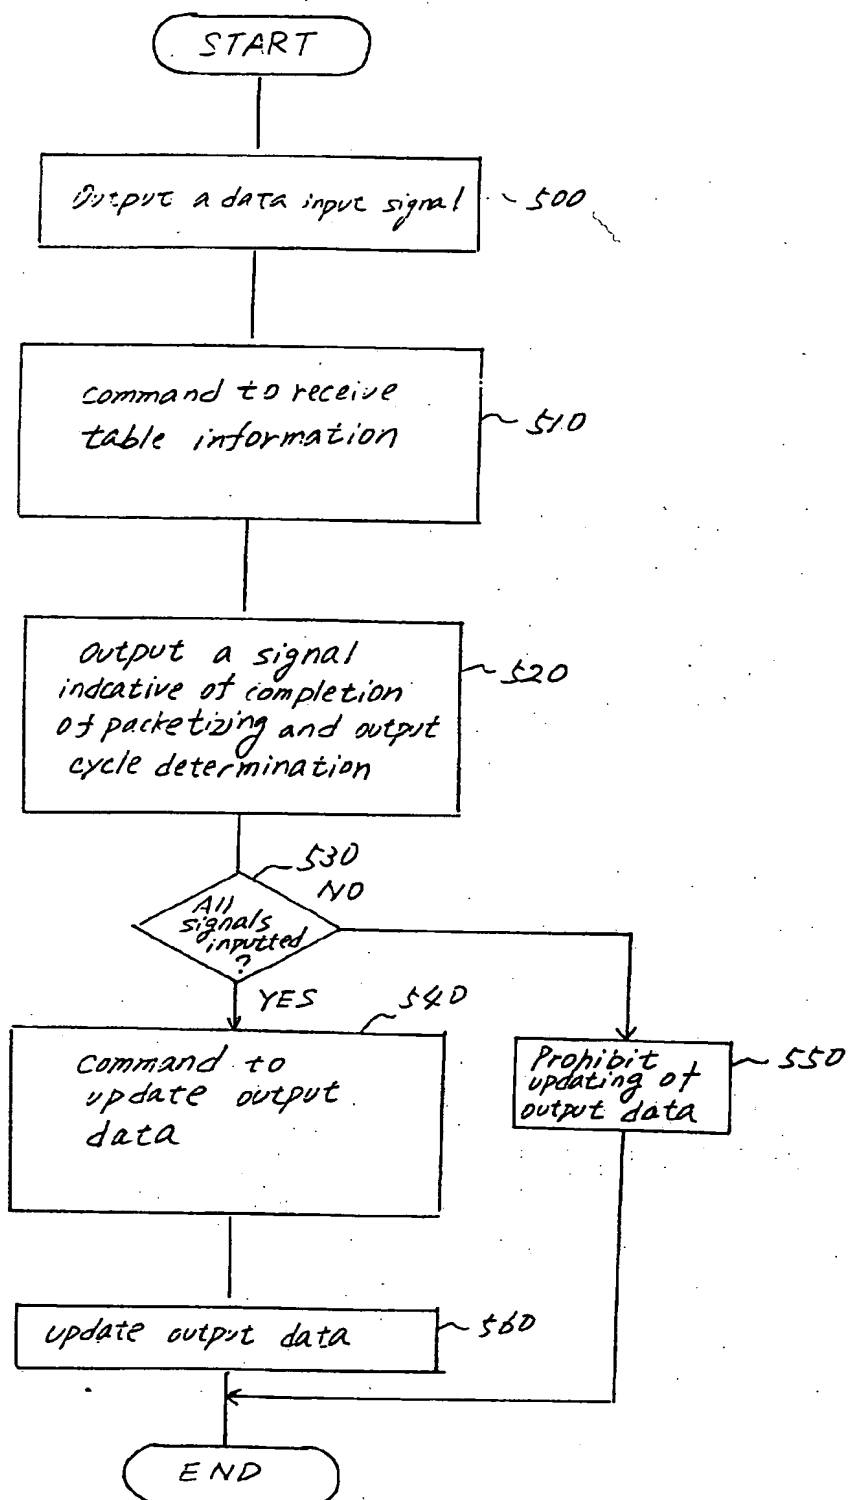 START
Output a data input signal
500
command to receive
table information
510
output a signal
indcative of completion
of packetizing and output
cycle determination
520
530
NO
All
signals
inputted
?
YES
540
command to
update output
data
Prohibit
updating of
output data
550
update output data
560
END